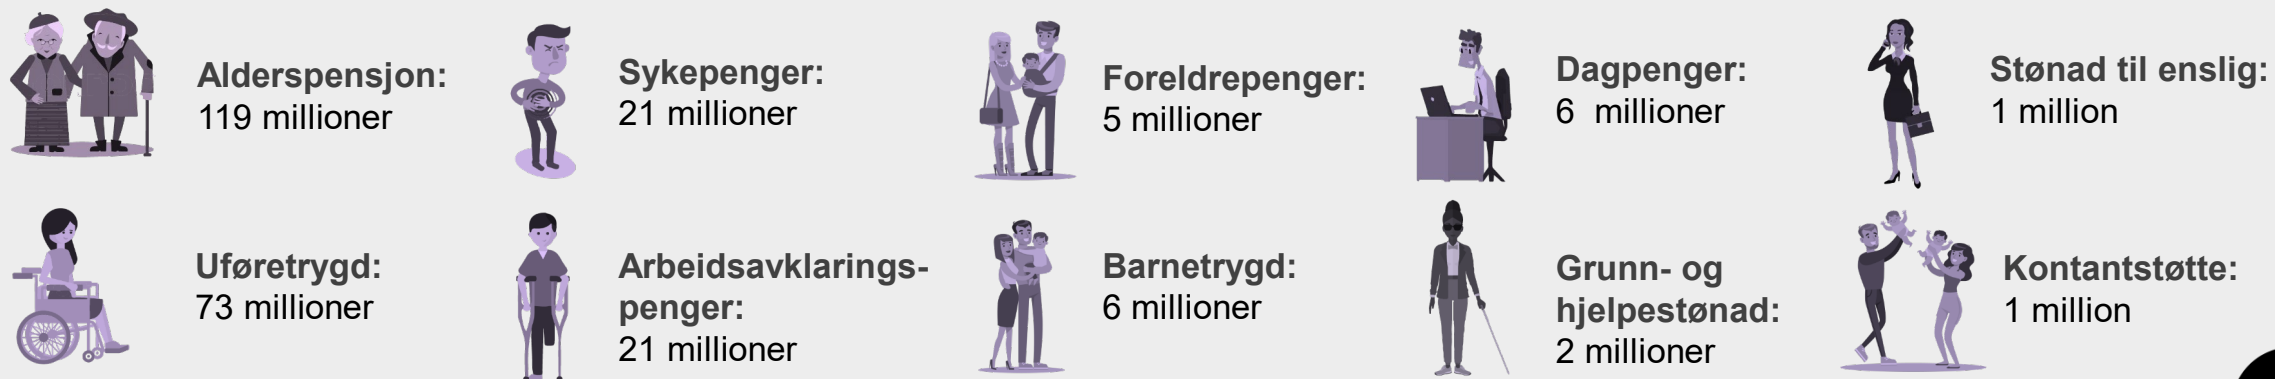 Alderspensjon:
119 millioner
Sykepenger:
21 millioner
Foreldrepenger:
5 millioner
Dagpenger:
6  millioner
Stønad til enslig:
1 million
Uføretrygd:
73 millioner
Arbeidsavklarings-
penger:
21 millioner
Barnetrygd:
6 millioner
Grunn- og
hjelpestønad:
2 millioner
Kontantstøtte:
1 million